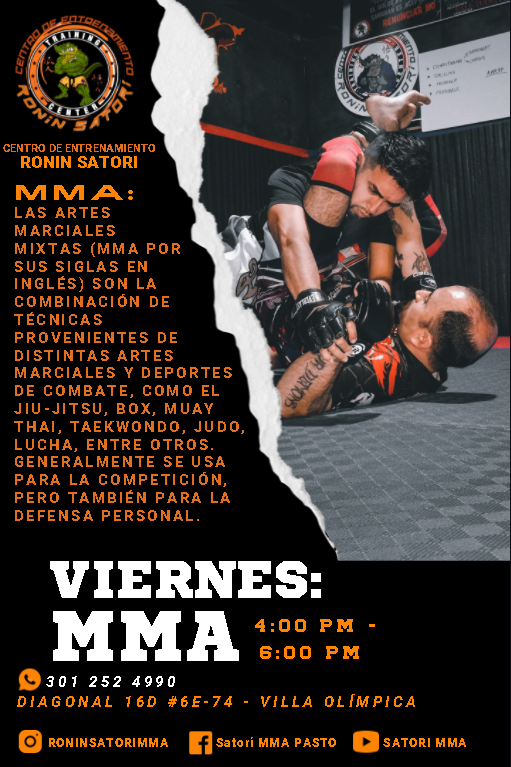 CENTRO DE ENTRENAMIENTO
TRAINING
CENTER
RONIN SATORI
CENTRO DE ENTRENAMIENTO
RONIN SATORI
MMA:
LAS ARTES
MARCIALES
MIXTAS (MMA POR
SUS SIGLAS EN
INGLÉS) SON LA
COMBINACIÓN DE
TÉCNICAS
PROVENIENTES DE
DISTINTAS ARTES
MARCIALES Y DEPORTES
DE COMBATE, COMO EL
JIU-JITSU, BOX, MUAY
THAI, TAEKWONDO, JUDO,
LUCHA, ENTRE OTROS.
GENERALMENTE SE USA
PARA LA COMPETICIÓN,
PERO TAMBIÉN PARA LA
DEFENSA PERSONAL.
RENUNCIAR NO
RONIN SATORI
VIERNES:
MMA 4:00 PM -
6:00 PM
301 252 4990
DIAGONAL 16D #6E-74 - VILLA OLÍMPICA
RONINSATORIMMA Satori MMA PASTO SATORI MMA